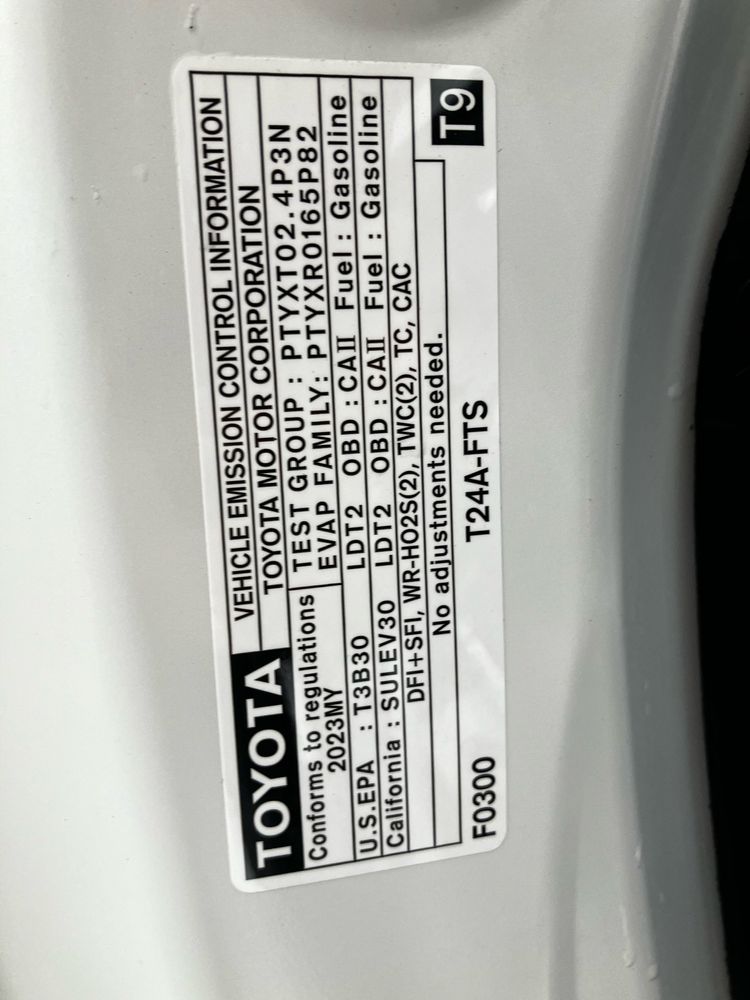 TOYOTA
VEHICLE EMISSION CONTROL INFORMATION
TOYOTA MOTOR CORPORATION
Conforms to regulations
2023MY
TEST GROUP : PTYXT02.4P3N
EVAP FAMILY: PTYXR0165P82
U.S.EPA : T3B30 LDT2 OBD : CAII Fuel : Gasoline
California : SULEV30 LDT2 OBD : CAII Fuel : Gasoline
DFI+SFI, WR-HO2S(2), TWC(2), TC, CAC
No adjustments needed.
F0300 T24A-FTS T9